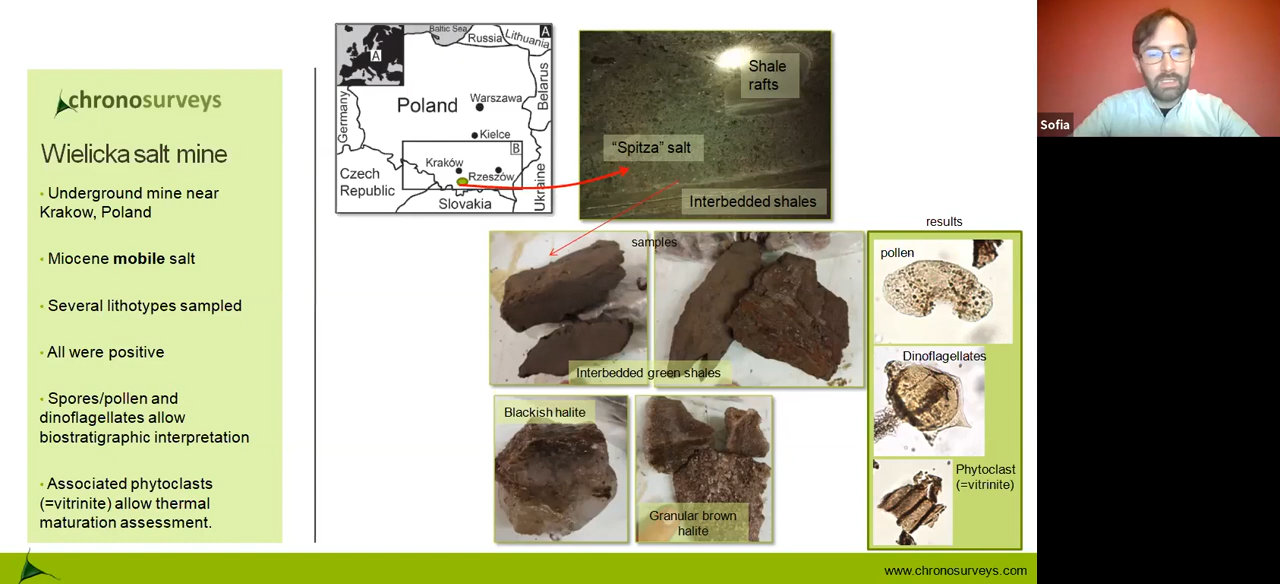 chronosurveys
Wielicka salt mine
• Underground mine near
Krakow, Poland
• Miocene mobile salt
• Several lithotypes sampled
• All were positive
• Spores/pollen and
dinoflagellates allow
biostratigraphic interpretation
• Associated phytoclasts
(=vitrinite) allow thermal
maturation assessment.
A
Baltic Sea
Russia
Lithuania
A
Belarus
Germany
Poland
Warszawa
Kielce
B
Kraków
Rzeszów
Czech
Republic
Slovakia
Ukraine
Shale
rafts
"Spitza" salt
Interbedded shales
samples
Interbedded green shales
Blackish halite
Granular brown
halite
results
pollen
Dinoflagellates
Phytoclast
(=vitrinite)
www.chronosurveys.com
Sofia